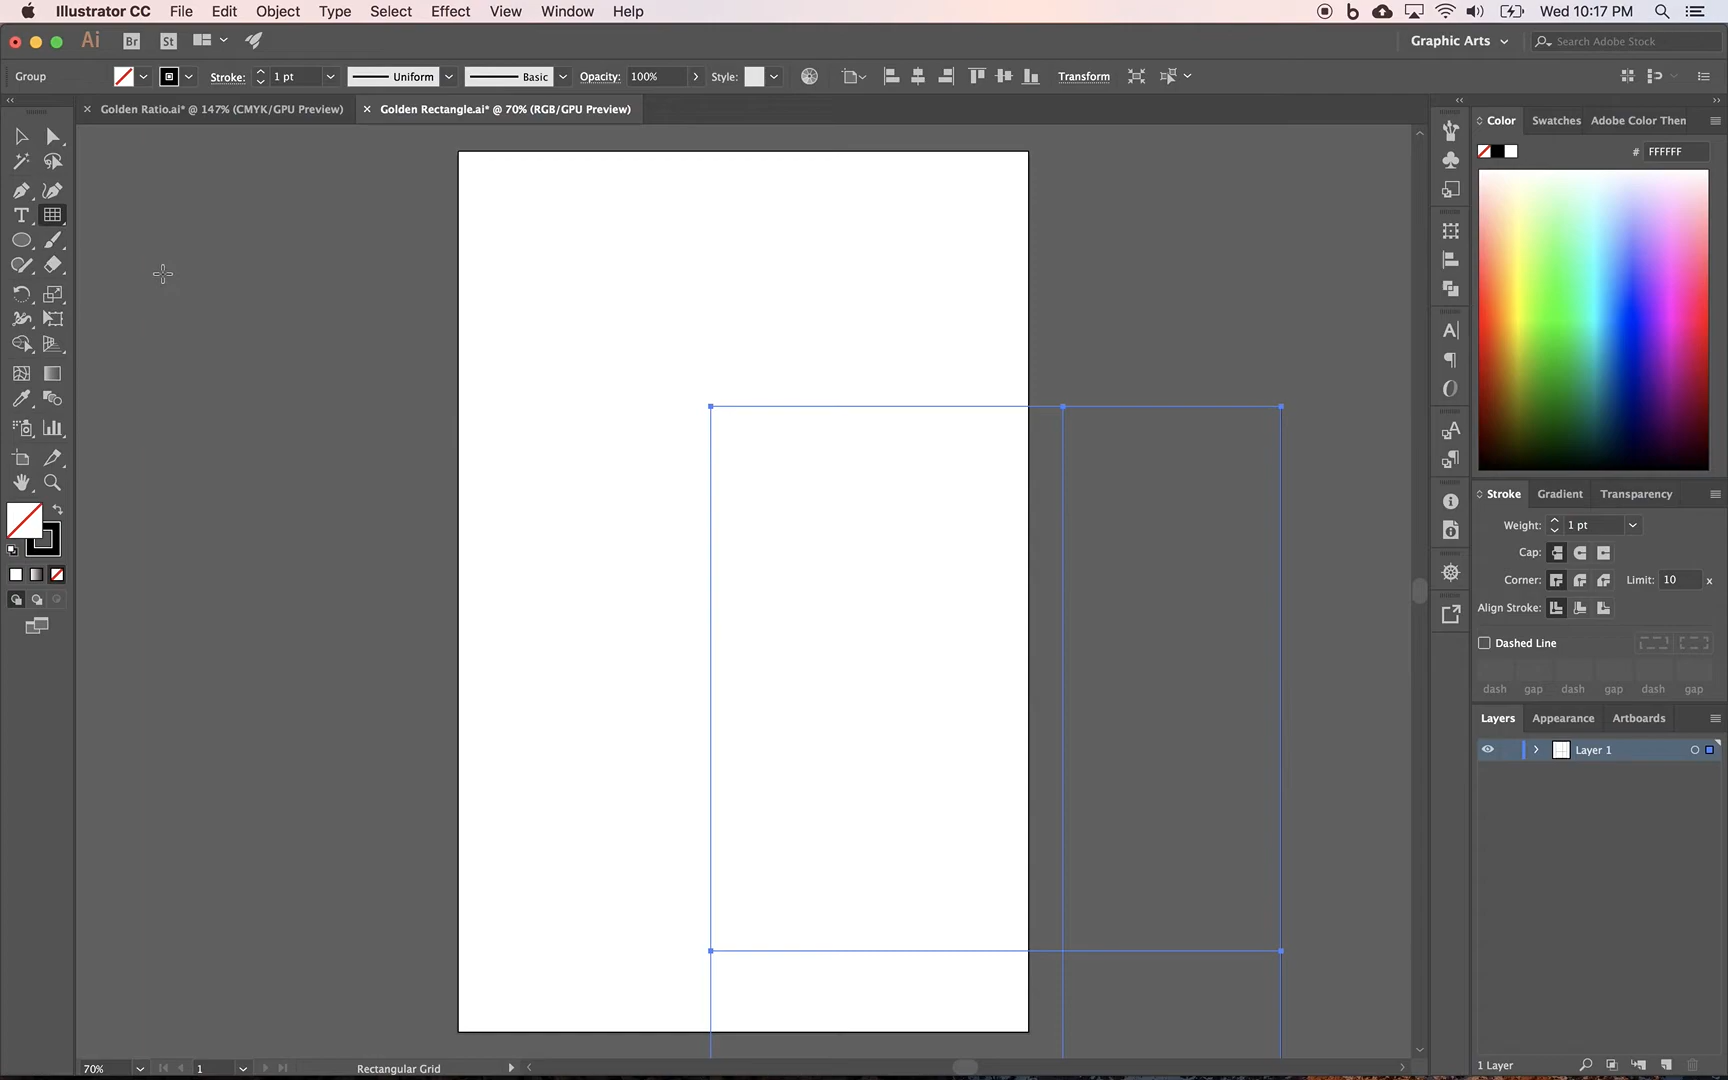 Illustrator CC File Edit Object Type Select Effect View Window Help Wed 10:17 PM
Ai Br St Graphic Arts Search Adobe Stock
Group Stroke: 1 pt Uniform Basic Opacity: 100% Style: Transform
Golden Ratio.ai* @ 147% (CMYK/GPU Preview) Golden Rectangle.ai* @ 70% (RGB/GPU Preview)
Color Swatches Adobe Color Them
# FFFFFF
Stroke Gradient Transparency
Weight: 1 pt
Cap:
Corner: Limit: 10 x
Align Stroke:
Dashed Line
dash gap dash gap dash gap
Layers Appearance Artboards
Layer 1
1 Layer
70% 1 Rectangular Grid